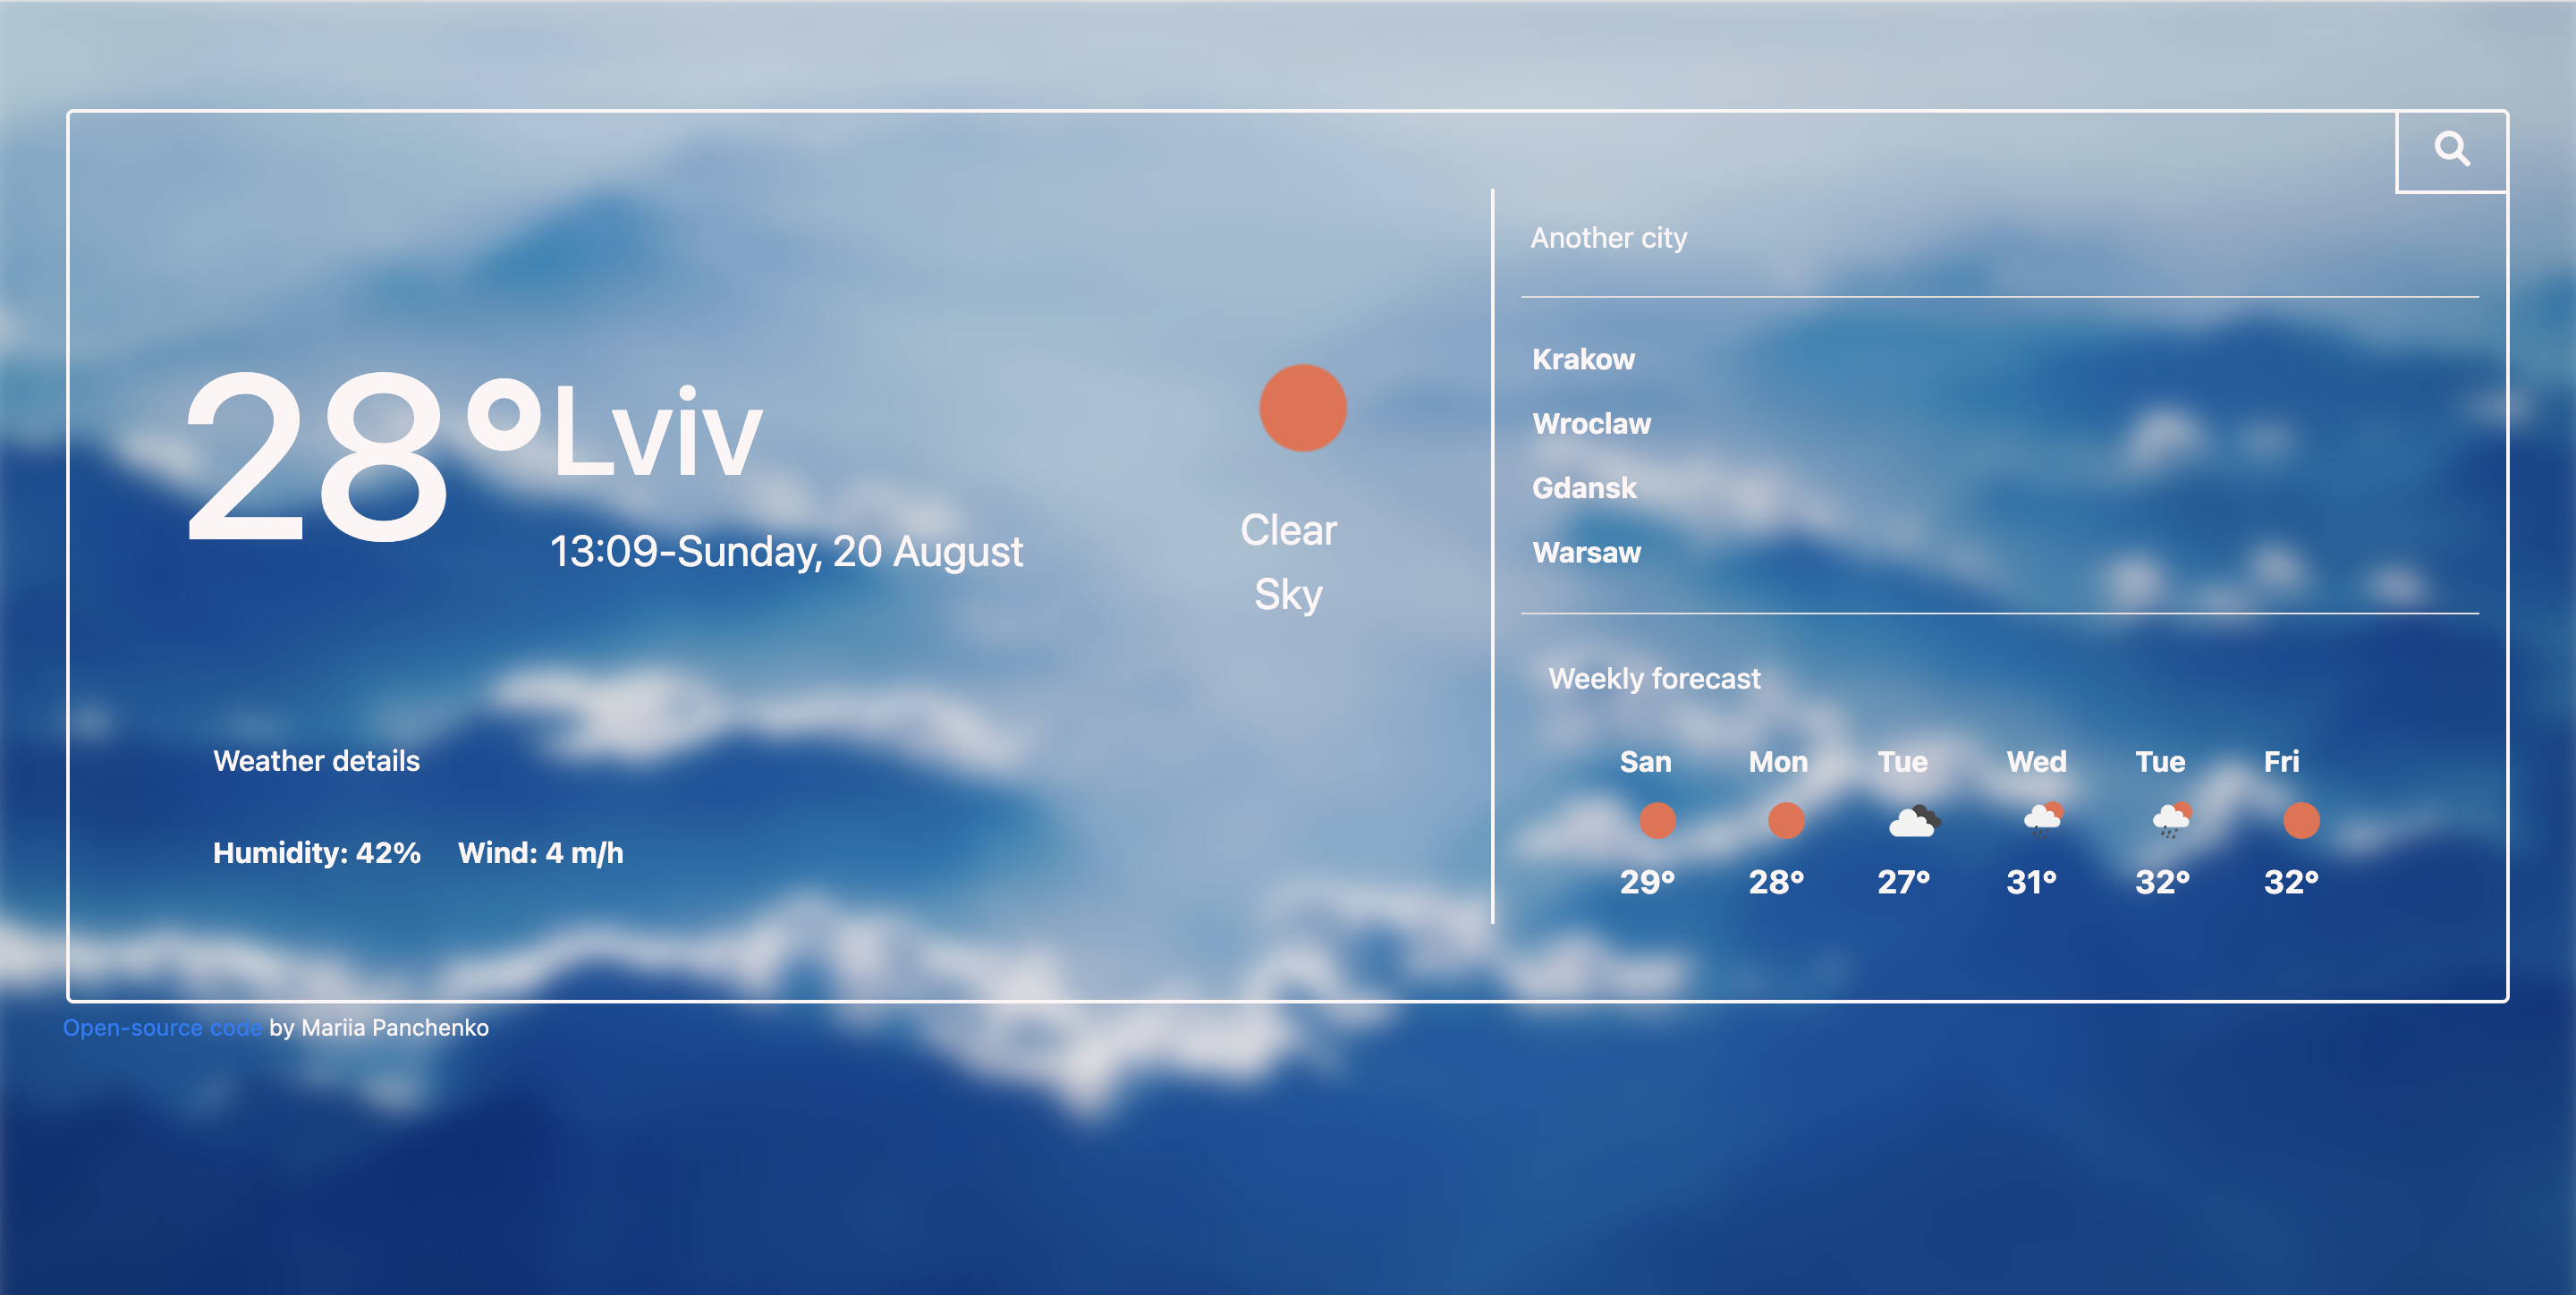 28°
Lviv
13:09-Sunday, 20 August
Clear
Sky
Weather details
Humidity: 42% Wind: 4 m/h
Another city
Krakow
Wroclaw
Gdansk
Warsaw
Weekly forecast
San Mon Tue Wed Tue Fri
29° 28° 27° 31° 32° 32°
Open-source code by Mariia Panchenko